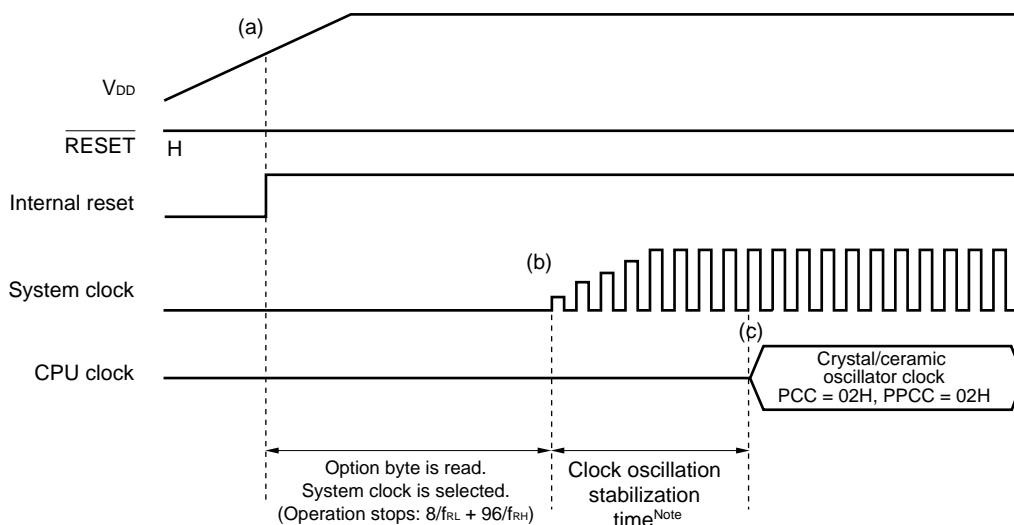 (a)
VDD
RESET
H
Internal reset
(b)
System clock
(c)
CPU clock
Crystal/ceramic
oscillator clock
PCC = 02H, PPCC = 02H
Option byte is read.
System clock is selected.
(Operation stops: 8/fRL + 96/fRH)
Clock oscillation
stabilization
timeNote